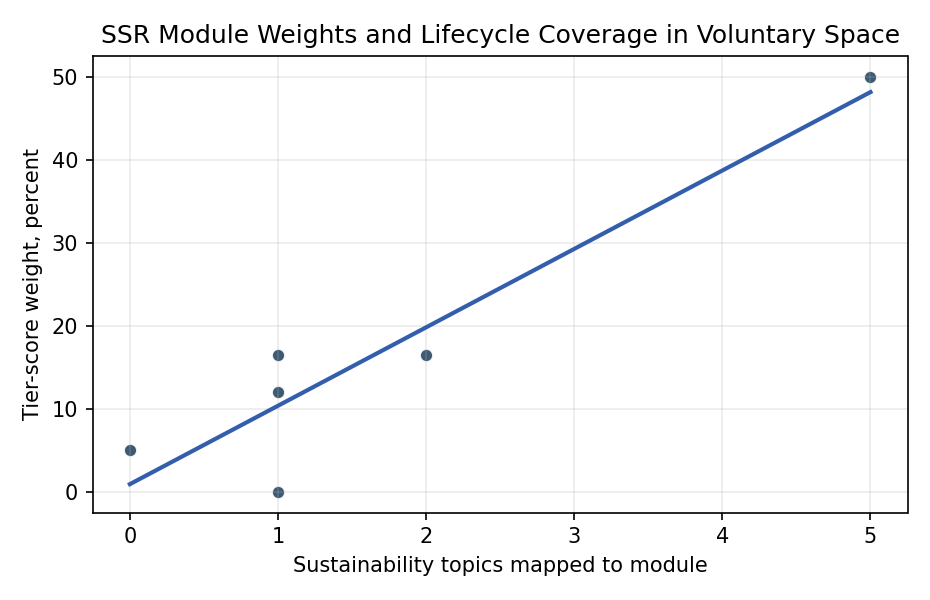 SSR Module Weights and Lifecycle Coverage in Voluntary Space
Tier-score weight, percent
50
40
30
20
10
0
0 1 2 3 4 5
Sustainability topics mapped to module